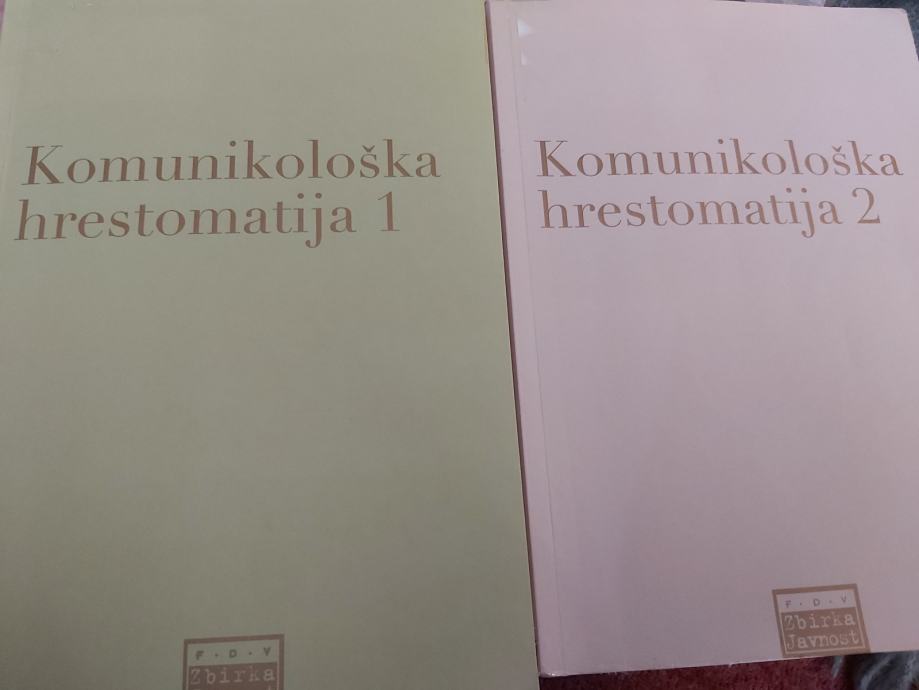 Komunikološka
hrestomatija 1
F · D · V
Zbirka
Komunikološka
hrestomatija 2
F · D · V
Zbirka
Javnost